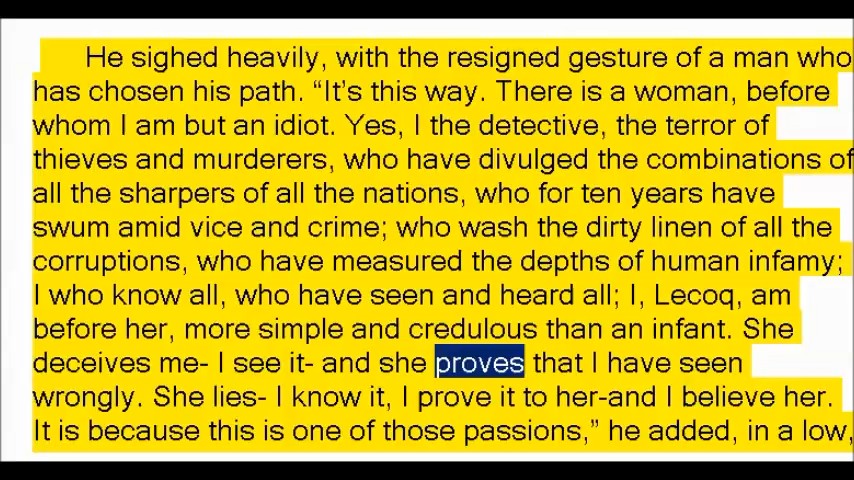 He sighed heavily, with the resigned gesture of a man who
has chosen his path. “It’s this way. There is a woman, before
whom I am but an idiot. Yes, I the detective, the terror of
thieves and murderers, who have divulged the combinations of
all the sharpers of all the nations, who for ten years have
swum amid vice and crime; who wash the dirty linen of all the
corruptions, who have measured the depths of human infamy;
I who know all, who have seen and heard all; I, Lecoq, am
before her, more simple and credulous than an infant. She
deceives me- I see it- and she proves that I have seen
wrongly. She lies- I know it, I prove it to her-and I believe her.
It is because this is one of those passions,” he added, in a low,